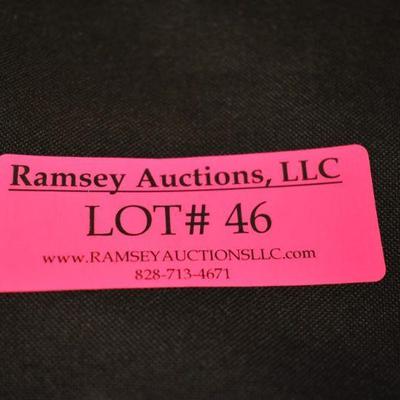 Ramsey Auctions, LLC
LOT# 46
www.RAMSEYAUCTIONSLLC.com
828-713-4671